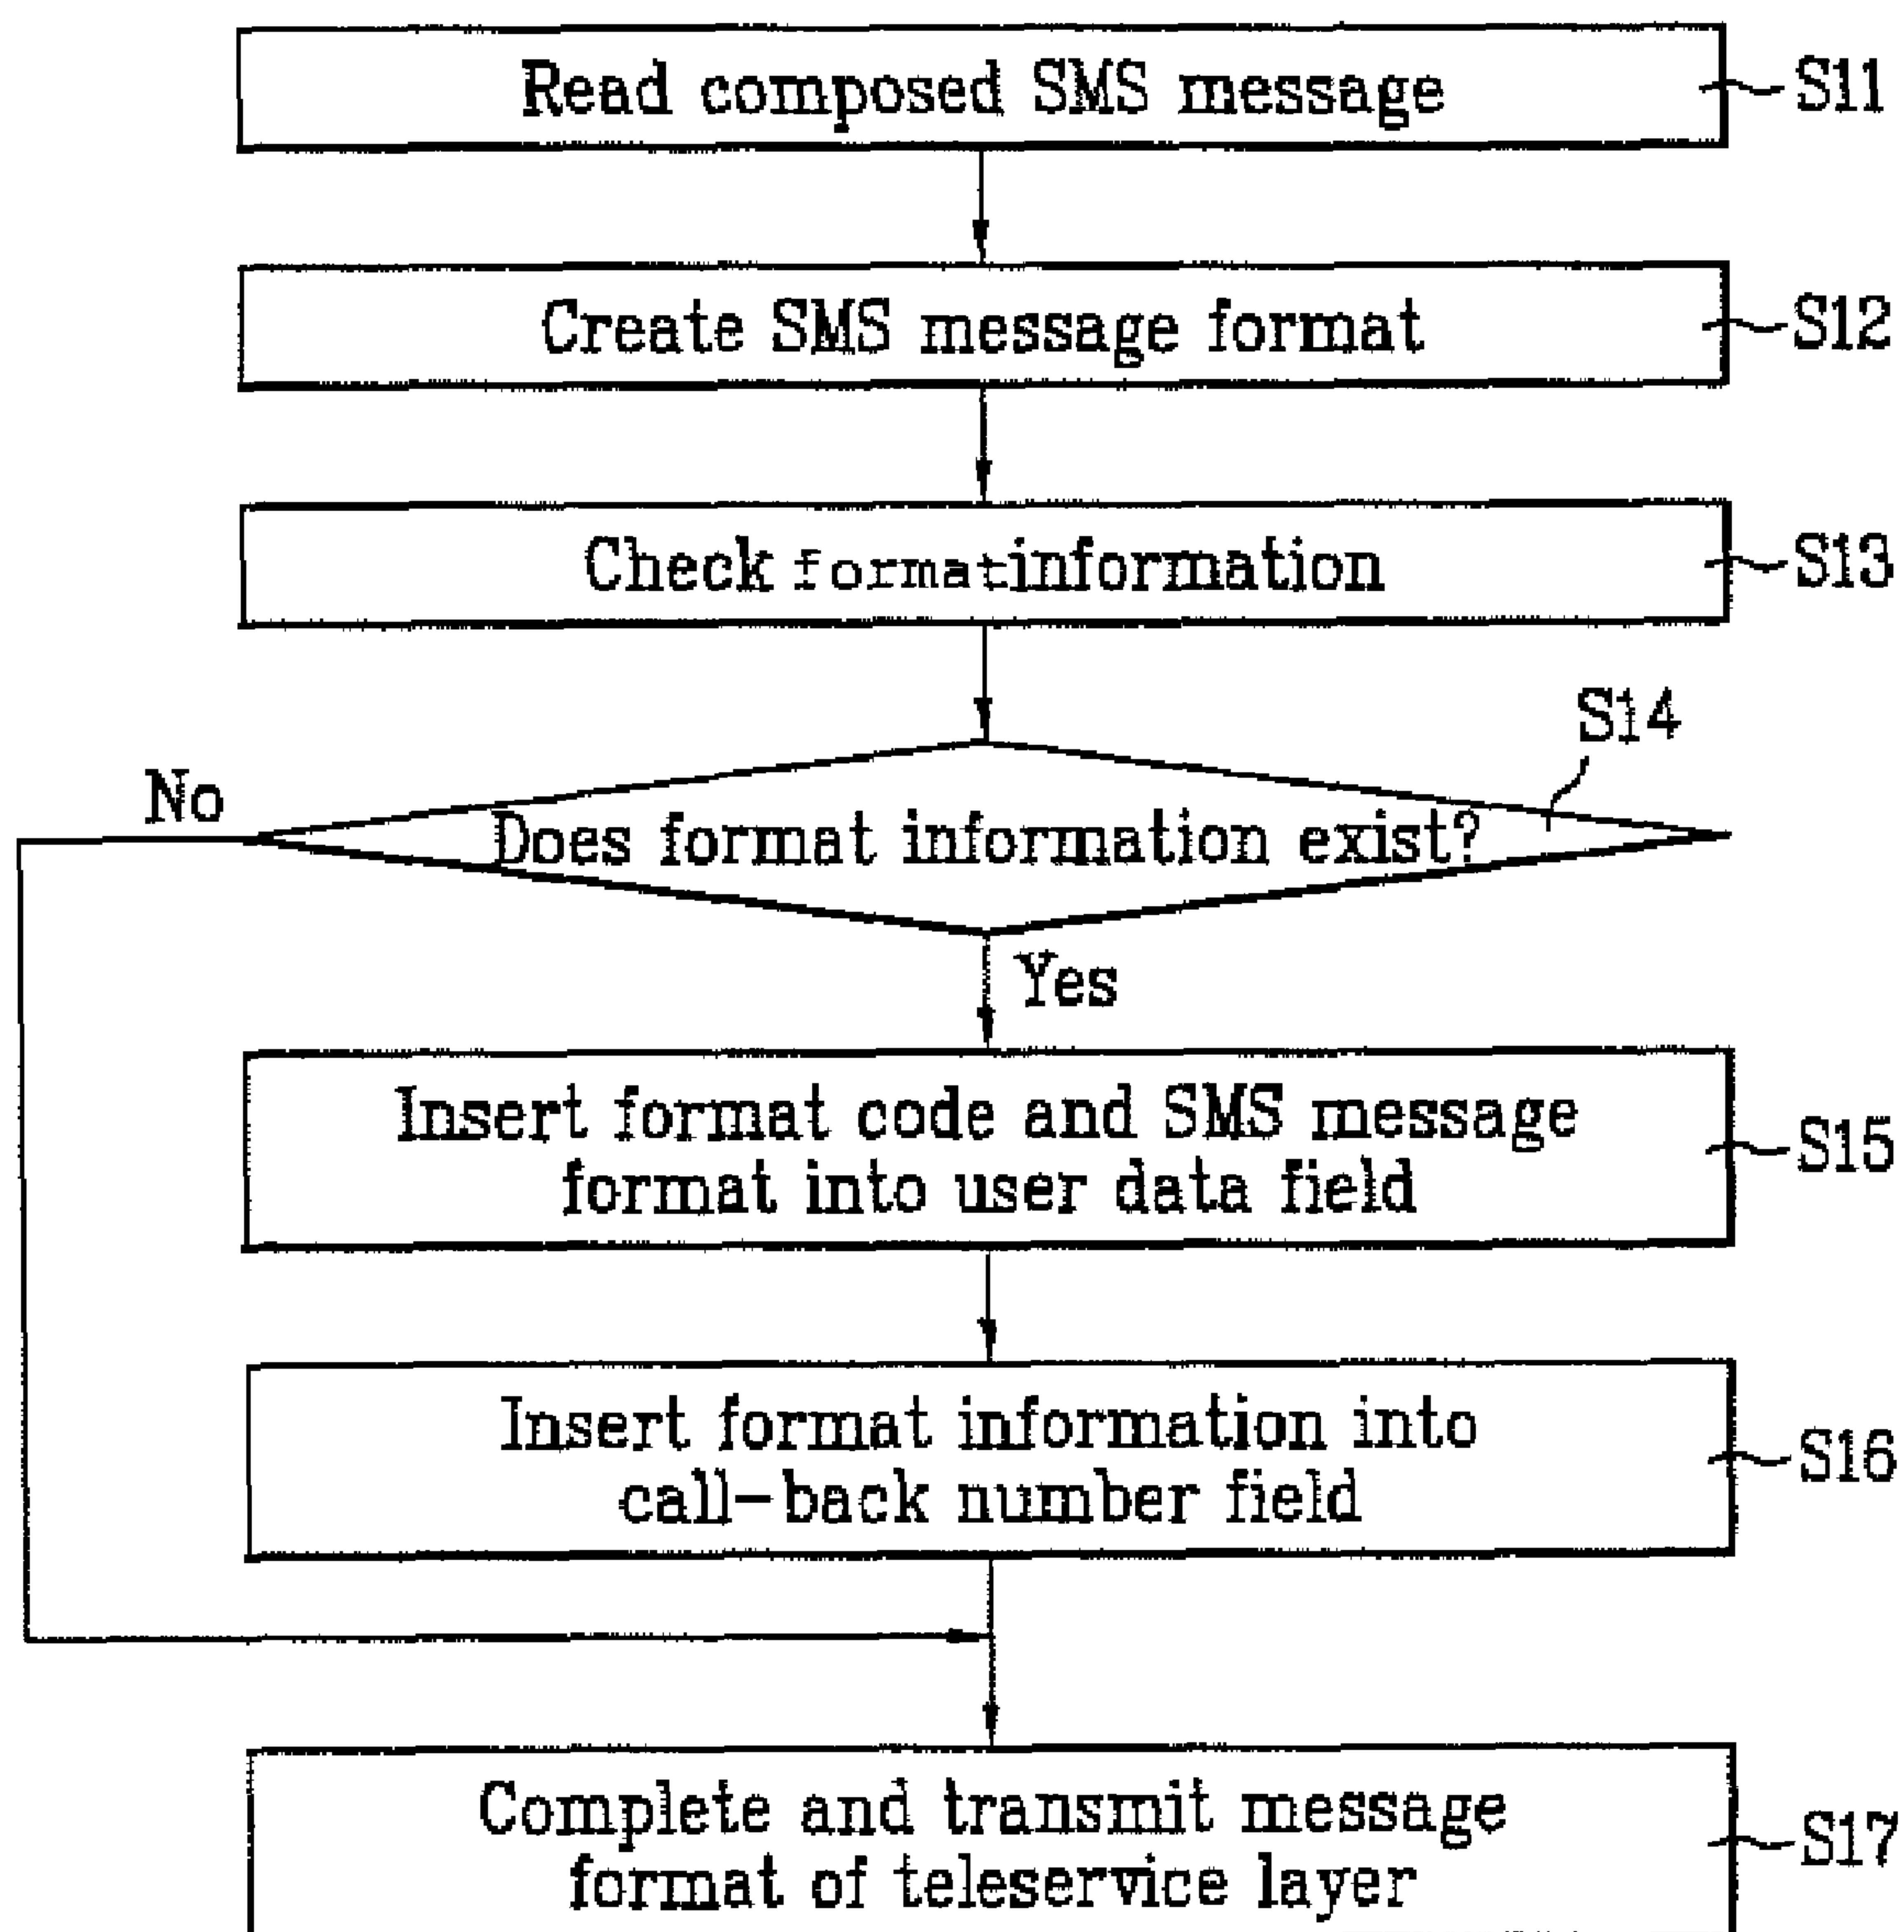 Read composed SMS message
S11
Create SMS message format
S12
Check format information
S13
S14
No
Does format information exist?
Yes
Insert format code and SMS message
format into user data field
S15
Insert format information into
call-back number field
S16
Complete and transmit message
format of teleservice layer
S17